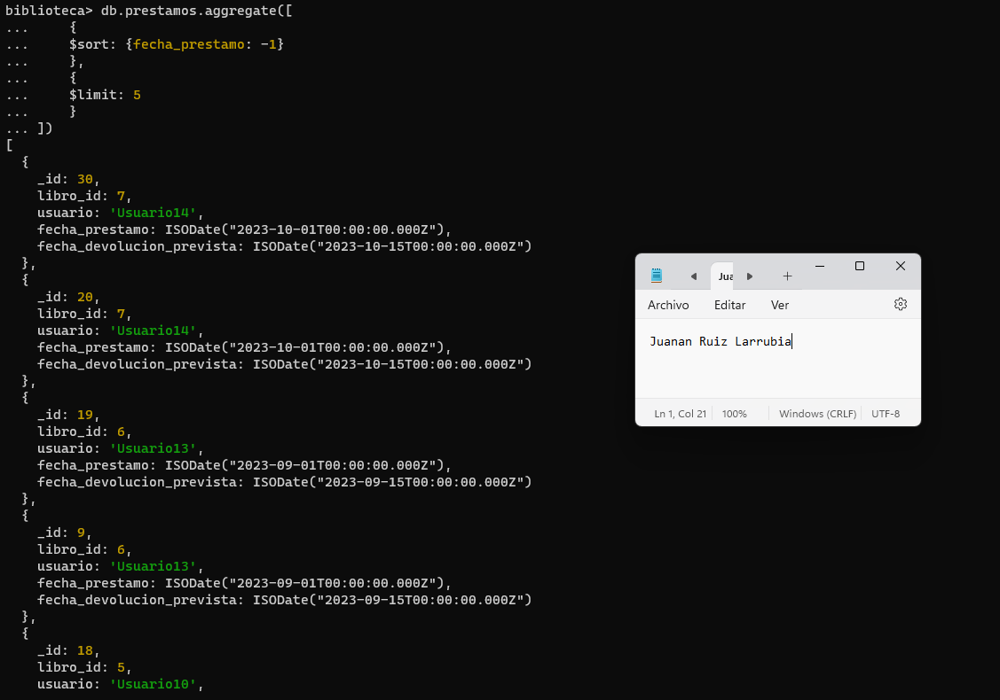 biblioteca> db.prestamos.aggregate([
...     {
...     $sort: {fecha_prestamo: -1}
...     },
...     {
...     $limit: 5
...     }
... ])
[
  {
    _id: 30,
    libro_id: 7,
    usuario: 'Usuario14',
    fecha_prestamo: ISODate("2023-10-01T00:00:00.000Z"),
    fecha_devolucion_prevista: ISODate("2023-10-15T00:00:00.000Z")
  },
  {
    _id: 20,
    libro_id: 7,
    usuario: 'Usuario14',
    fecha_prestamo: ISODate("2023-10-01T00:00:00.000Z"),
    fecha_devolucion_prevista: ISODate("2023-10-15T00:00:00.000Z")
  },
  {
    _id: 19,
    libro_id: 6,
    usuario: 'Usuario13',
    fecha_prestamo: ISODate("2023-09-01T00:00:00.000Z"),
    fecha_devolucion_prevista: ISODate("2023-09-15T00:00:00.000Z")
  },
  {
    _id: 9,
    libro_id: 6,
    usuario: 'Usuario13',
    fecha_prestamo: ISODate("2023-09-01T00:00:00.000Z"),
    fecha_devolucion_prevista: ISODate("2023-09-15T00:00:00.000Z")
  },
  {
    _id: 18,
    libro_id: 5,
    usuario: 'Usuario10',
Jua
Archivo Editar Ver
Juanan Ruiz Larrubia
Ln 1, Col 21 100% Windows (CRLF) UTF-8